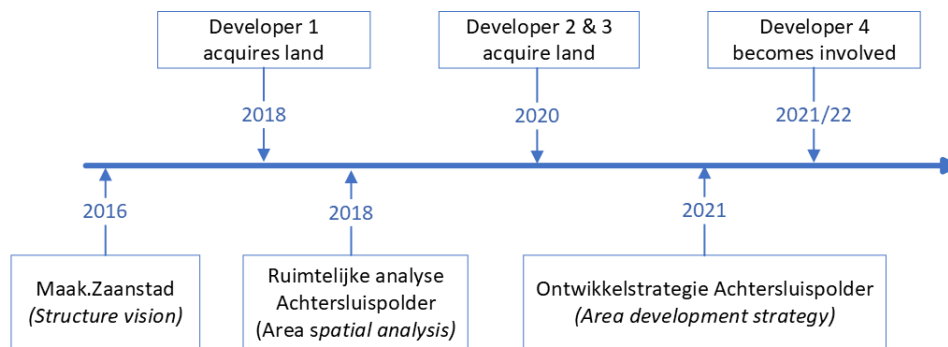 Developer 1
acquires land
Developer 2 & 3
acquire land
Developer 4
becomes involved
2018
2020
2021/22
2016
2018
2021
Maak.Zaanstad
(Structure vision)
Ruimtelijke analyse
Achtersluispolder
(Area spatial analysis)
Ontwikkelstrategie Achtersluispolder
(Area development strategy)